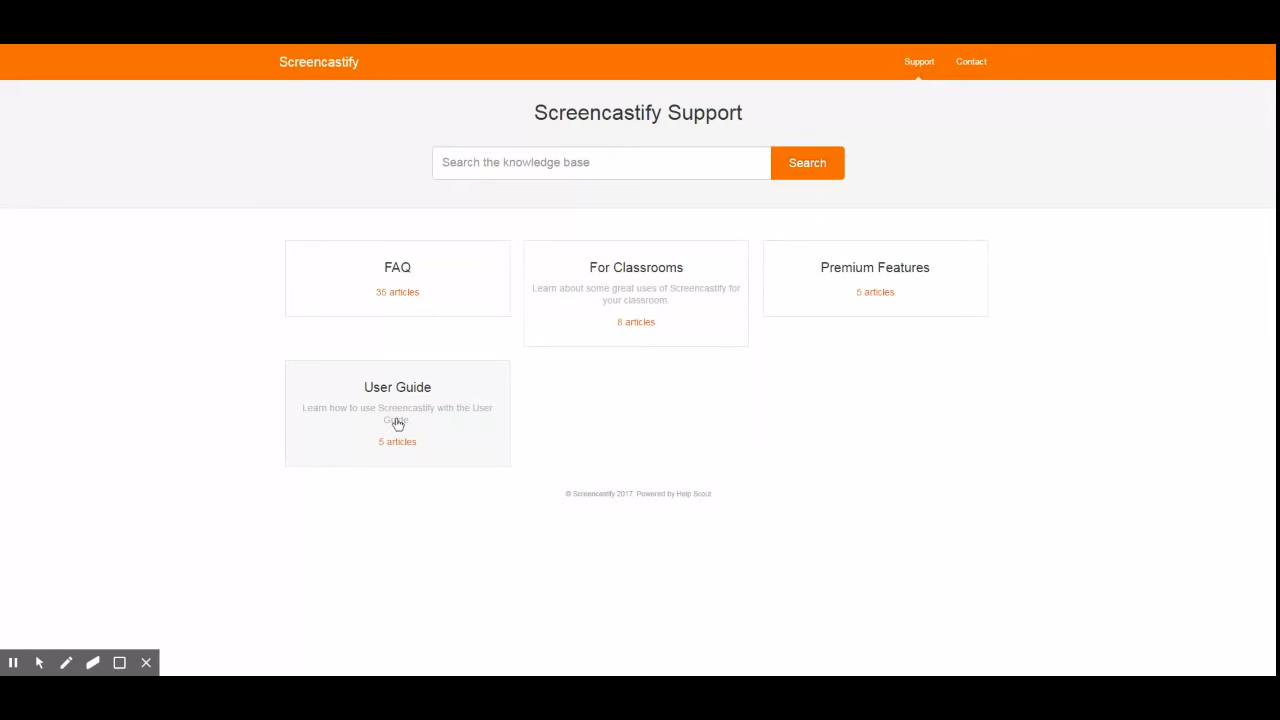 Screencastify
Support
Contact
Screencastify Support
Search the knowledge base
Search
FAQ
35 articles
For Classrooms
Learn about some great uses of Screencastify for
your classroom.
8 articles
Premium Features
5 articles
User Guide
Learn how to use Screencastify with the User
Guide.
5 articles
© Screencastify 2017. Powered by Help Scout